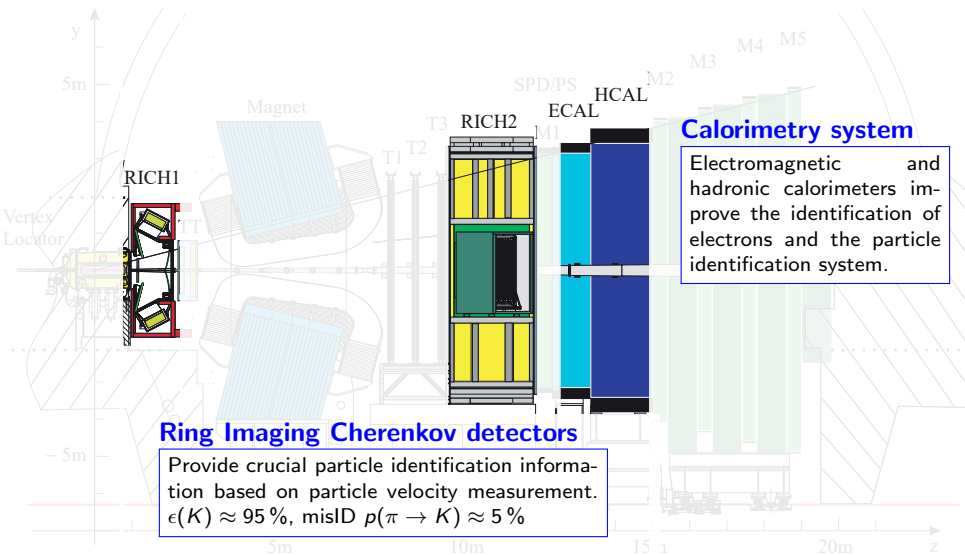 y
5m
Magnet
SPD/PS
HCAL
M2
M3
M4
M5
ECAL
RICH2
M1
T3
T2
T1
Calorimetry system
Electromagnetic and
hadronic calorimeters im-
prove the identification of
electrons and the particle
identification system.
RICH1
Vertex
Locator
TT
− 5m
Ring Imaging Cherenkov detectors
Provide crucial particle identification informa-
tion based on particle velocity measurement.
ϵ(K) ≈ 95 %, misID p(π → K) ≈ 5 %
5m
10m
15m
20m
z